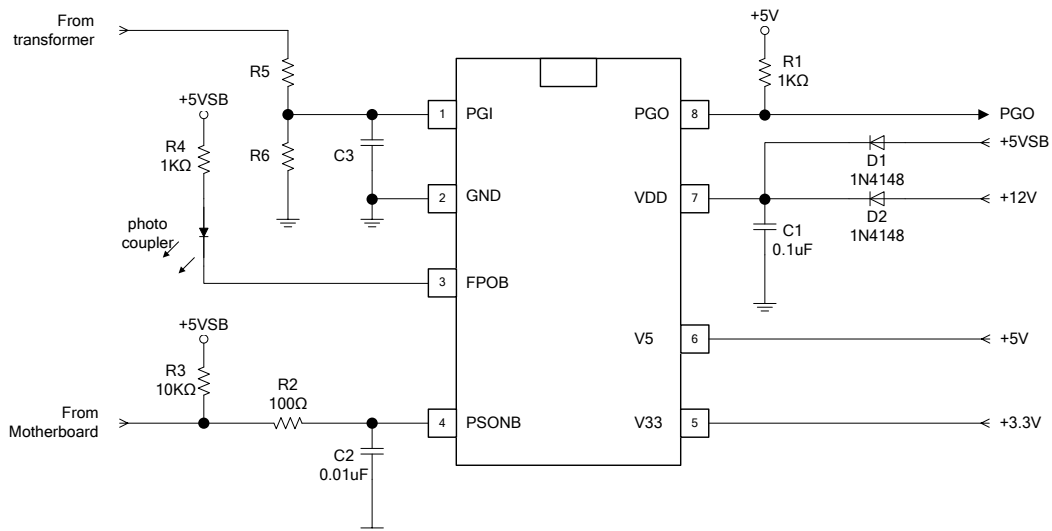 From
transformer
R5
+5VSB
R4
1KΩ
R6
C3
photo
coupler
+5VSB
R3
10KΩ
R2
100Ω
From
Motherboard
C2
0.01uF
1
PGI
2
GND
3
FPOB
4
PSONB
PGO
8
VDD
7
V5
6
V33
5
+5V
R1
1KΩ
PGO
+5VSB
D1
1N4148
+12V
D2
1N4148
C1
0.1uF
+5V
+3.3V